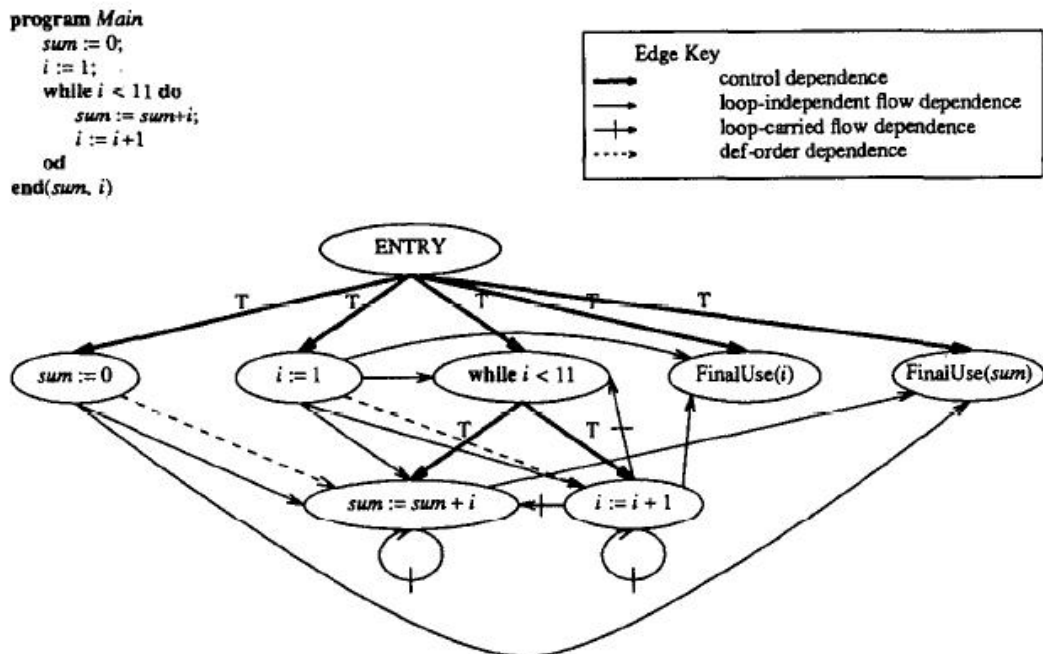 program Main
sum := 0;
i := 1;
while i < 11 do
sum := sum+i;
i := i+1
od
end(sum, i)
Edge Key
control dependence
loop-independent flow dependence
loop-carried flow dependence
def-order dependence
ENTRY
T T T T T
sum := 0 i := 1 while i < 11 FinalUse(i) FinalUse(sum)
T T
sum := sum + i i := i + 1